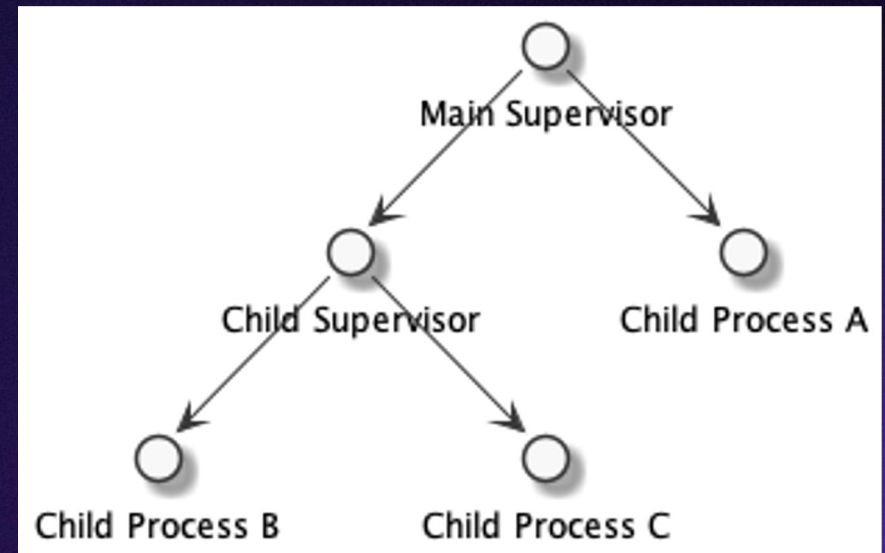 Main Supervisor
Child Supervisor
Child Process A
Child Process B
Child Process C